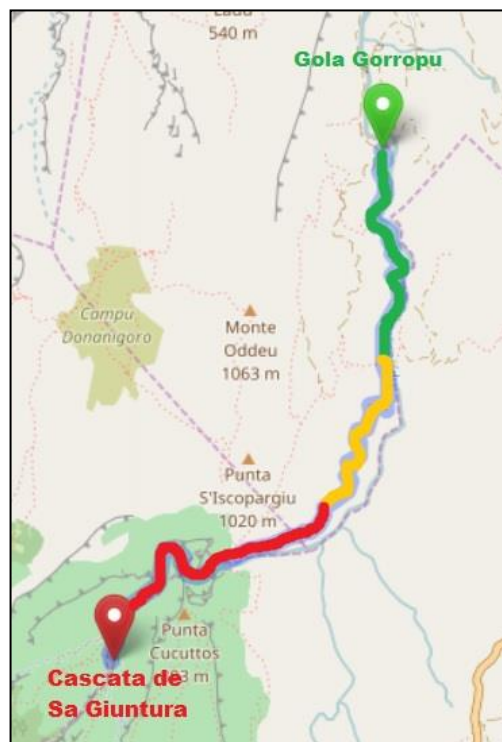 540 m
Gola Gorropu
Campu
Donanigoro
Monte
Oddeu
1063 m
Punta
S'Iscopargiu
1020 m
Punta
Cucuttos
Cascata de
Sa Giuntura